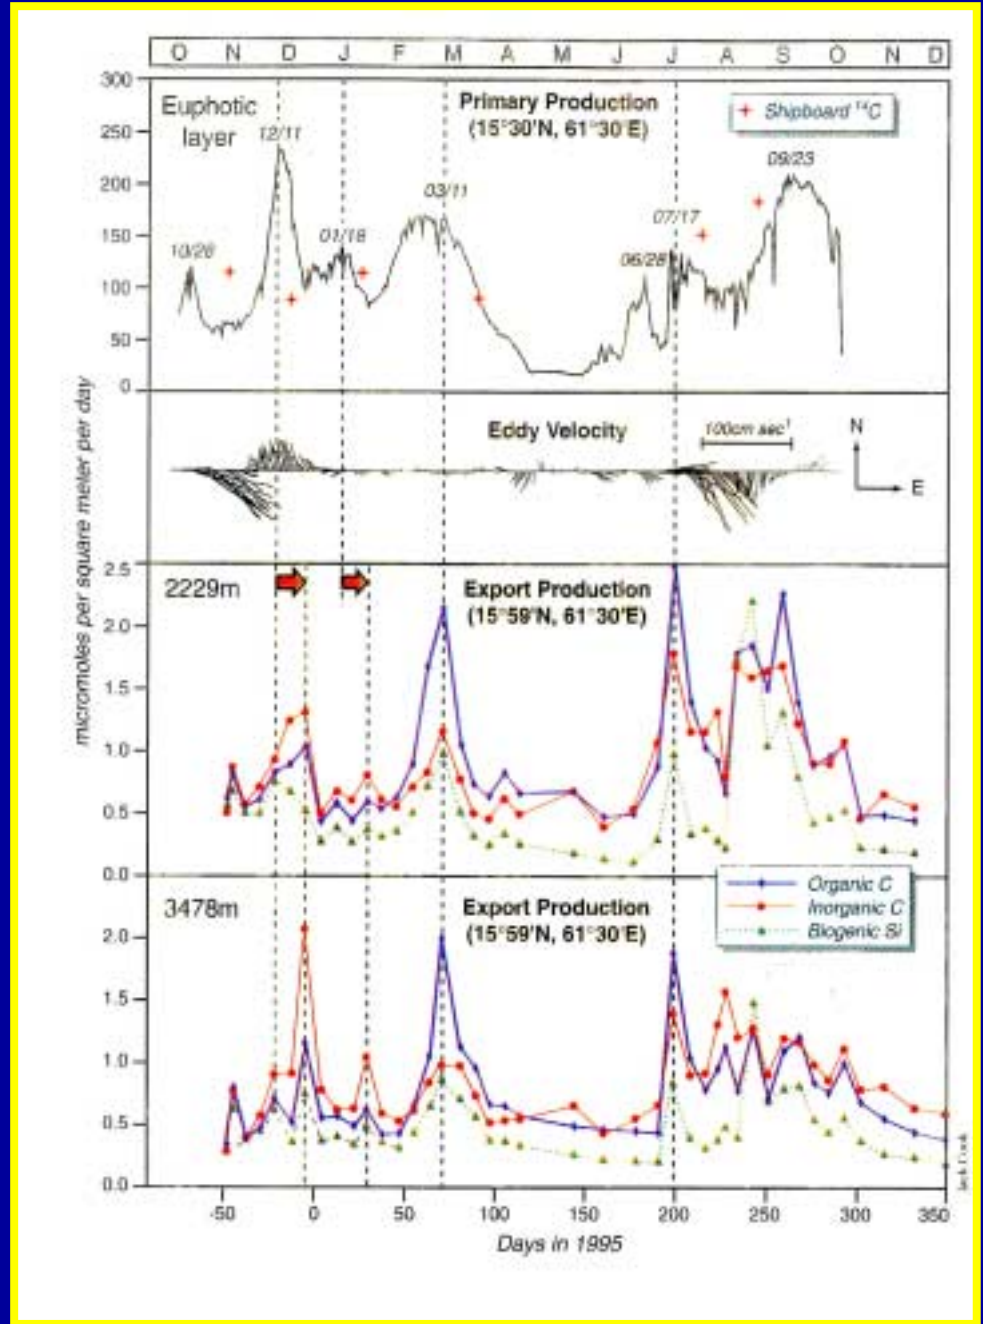 O N D J F M A M J J A S O N D
300
250
200
150
100
50
0
Euphotic
layer
Primary Production
(15°30'N, 61°30'E)
Shipboard ¹⁴C
10/26
12/11
01/18
03/11
06/28
07/17
09/23
micromoles per square meter per day
Eddy Velocity
100cm sec¹
N
E
2229m
Export Production
(15°59'N, 61°30'E)
2.5
2.0
1.5
1.0
0.5
0.0
3478m
Export Production
(15°59'N, 61°30'E)
Organic C
Inorganic C
Biogenic Si
2.0
1.5
1.0
0.5
0.0
-50 0 50 100 150 200 250 300 350
Days in 1995
Jack Cook